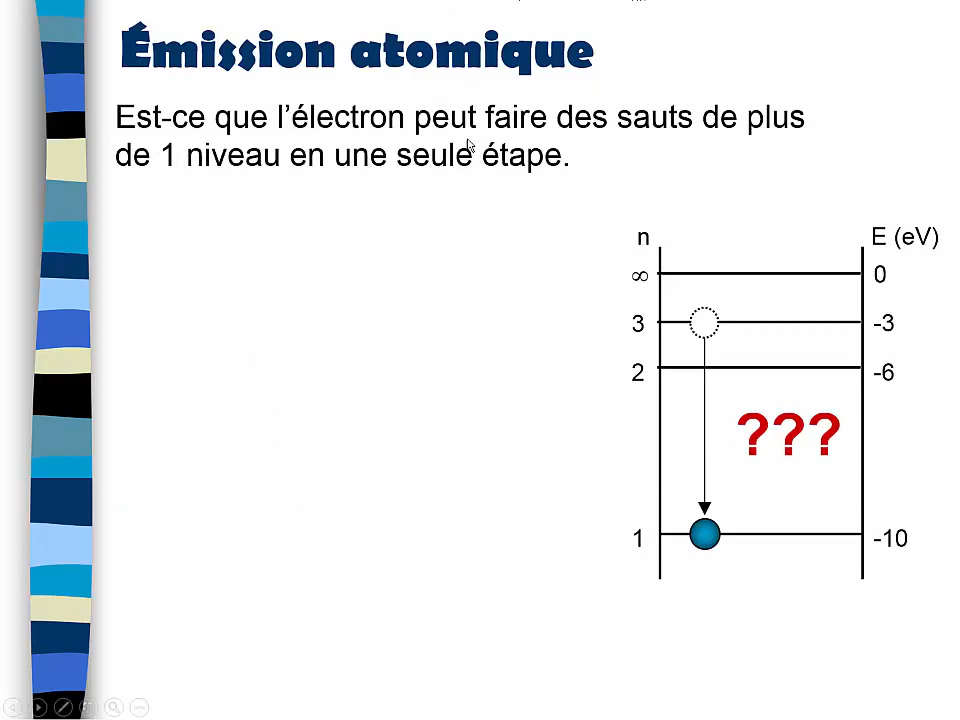 Émission atomique
Est-ce que l’électron peut faire des sauts de plus
de 1 niveau en une seule étape.
n E (eV)
∞ 0
3 -3
2 -6
???
1 -10